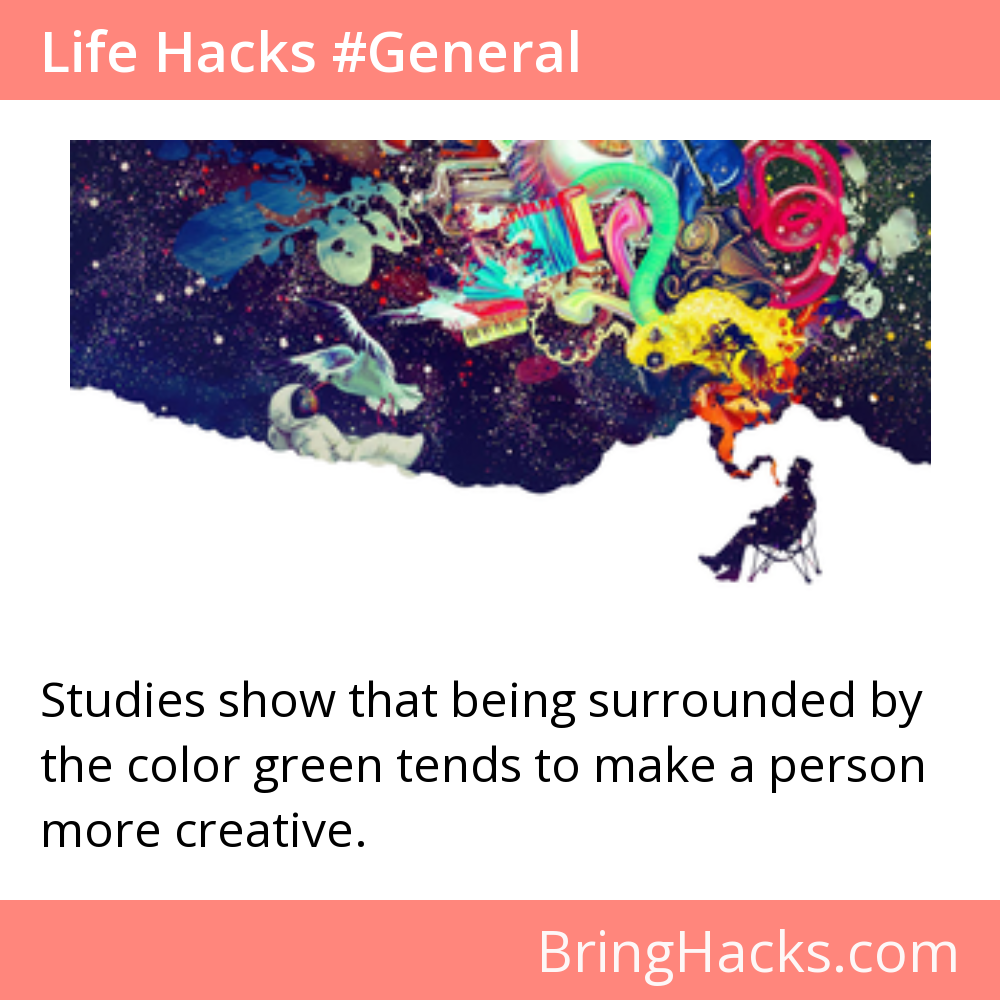 Life Hacks #General
Studies show that being surrounded by
the color green tends to make a person
more creative.
BringHacks.com